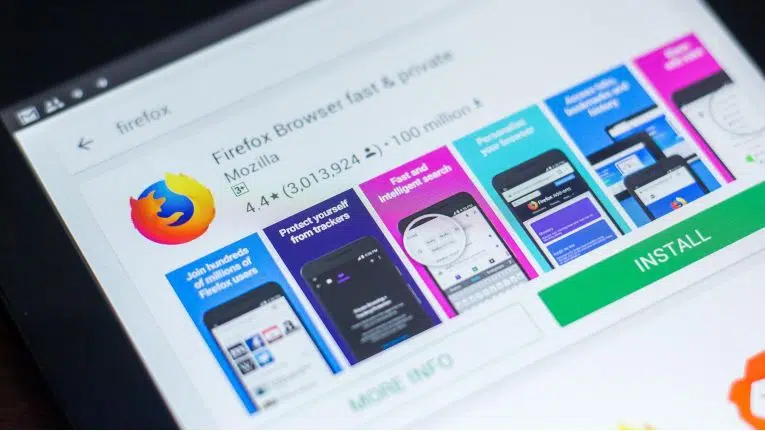 firefox
Firefox Browser fast & private
Mozilla
3+
4.4★ (3,013,924) • 100 million
Join hundreds
of millions of
Firefox users
Protect yourself
from trackers
Fast and
intelligent search
Personalise
your browser
Access tabs,
bookmarks and
history
MORE INFO
INSTALL